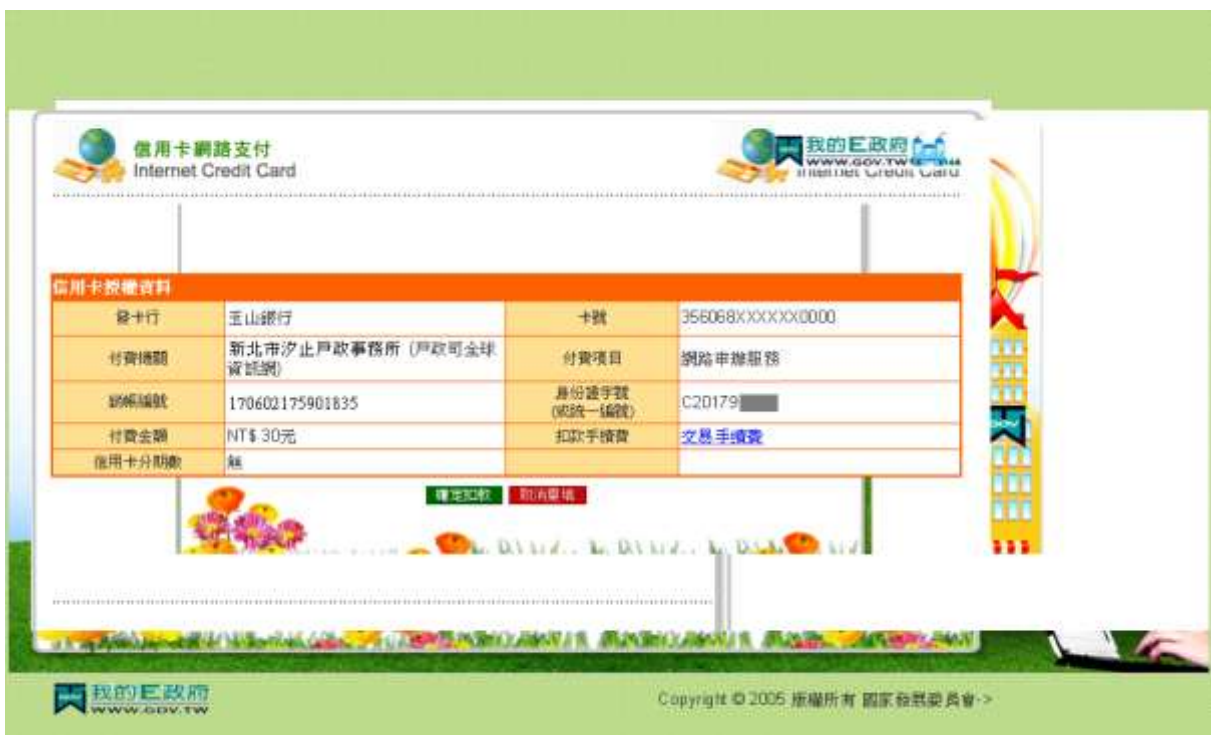 信用卡網路支付
Internet Credit Card
我的E政府
WWW.GOV.TW
Internet Credit Card
信用卡授權資料
發卡行 玉山銀行 卡號 356068XXXXXX0000
付費機關 新北市汐止戶政事務所 (戶政司全球
資訊網) 付費項目 網路申辦服務
銷帳編號 170602175901835 身份證字號
(或統一編號) C20179
付費金額 NT$ 30元 扣款手續費 交易手續費
信用卡分期數 無
確定扣款 取消單填
GOV
我的E政府
WWW.GOV.TW
Copyright © 2005 版權所有 國家發展委員會->